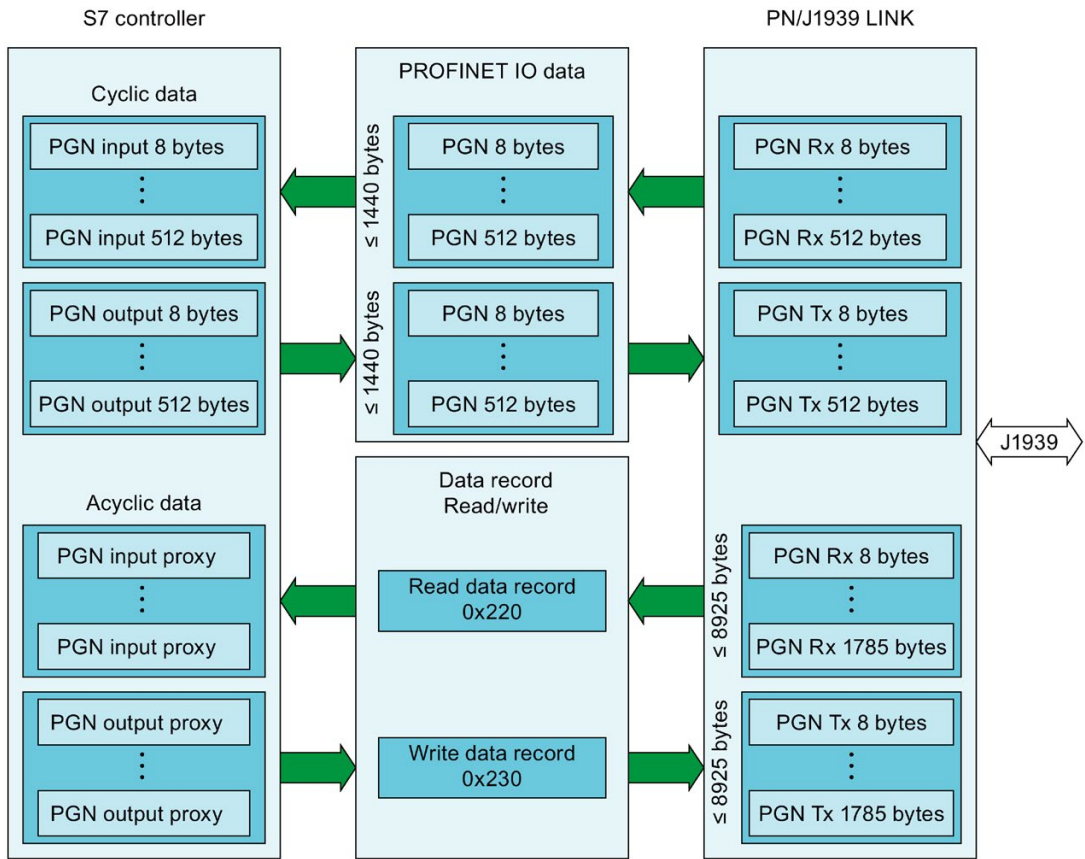 S7 controller
PN/J1939 LINK
PROFINET IO data
Cyclic data
PGN input 8 bytes
PGN input 512 bytes
≤ 1440 bytes
PGN 8 bytes
PGN 512 bytes
PGN Rx 8 bytes
PGN Rx 512 bytes
PGN output 8 bytes
PGN output 512 bytes
≤ 1440 bytes
PGN 8 bytes
PGN 512 bytes
PGN Tx 8 bytes
PGN Tx 512 bytes
J1939
Acyclic data
Data record
Read/write
PGN input proxy
PGN input proxy
Read data record
0x220
≤ 8925 bytes
PGN Rx 8 bytes
PGN Rx 1785 bytes
PGN output proxy
PGN output proxy
Write data record
0x230
≤ 8925 bytes
PGN Tx 8 bytes
PGN Tx 1785 bytes